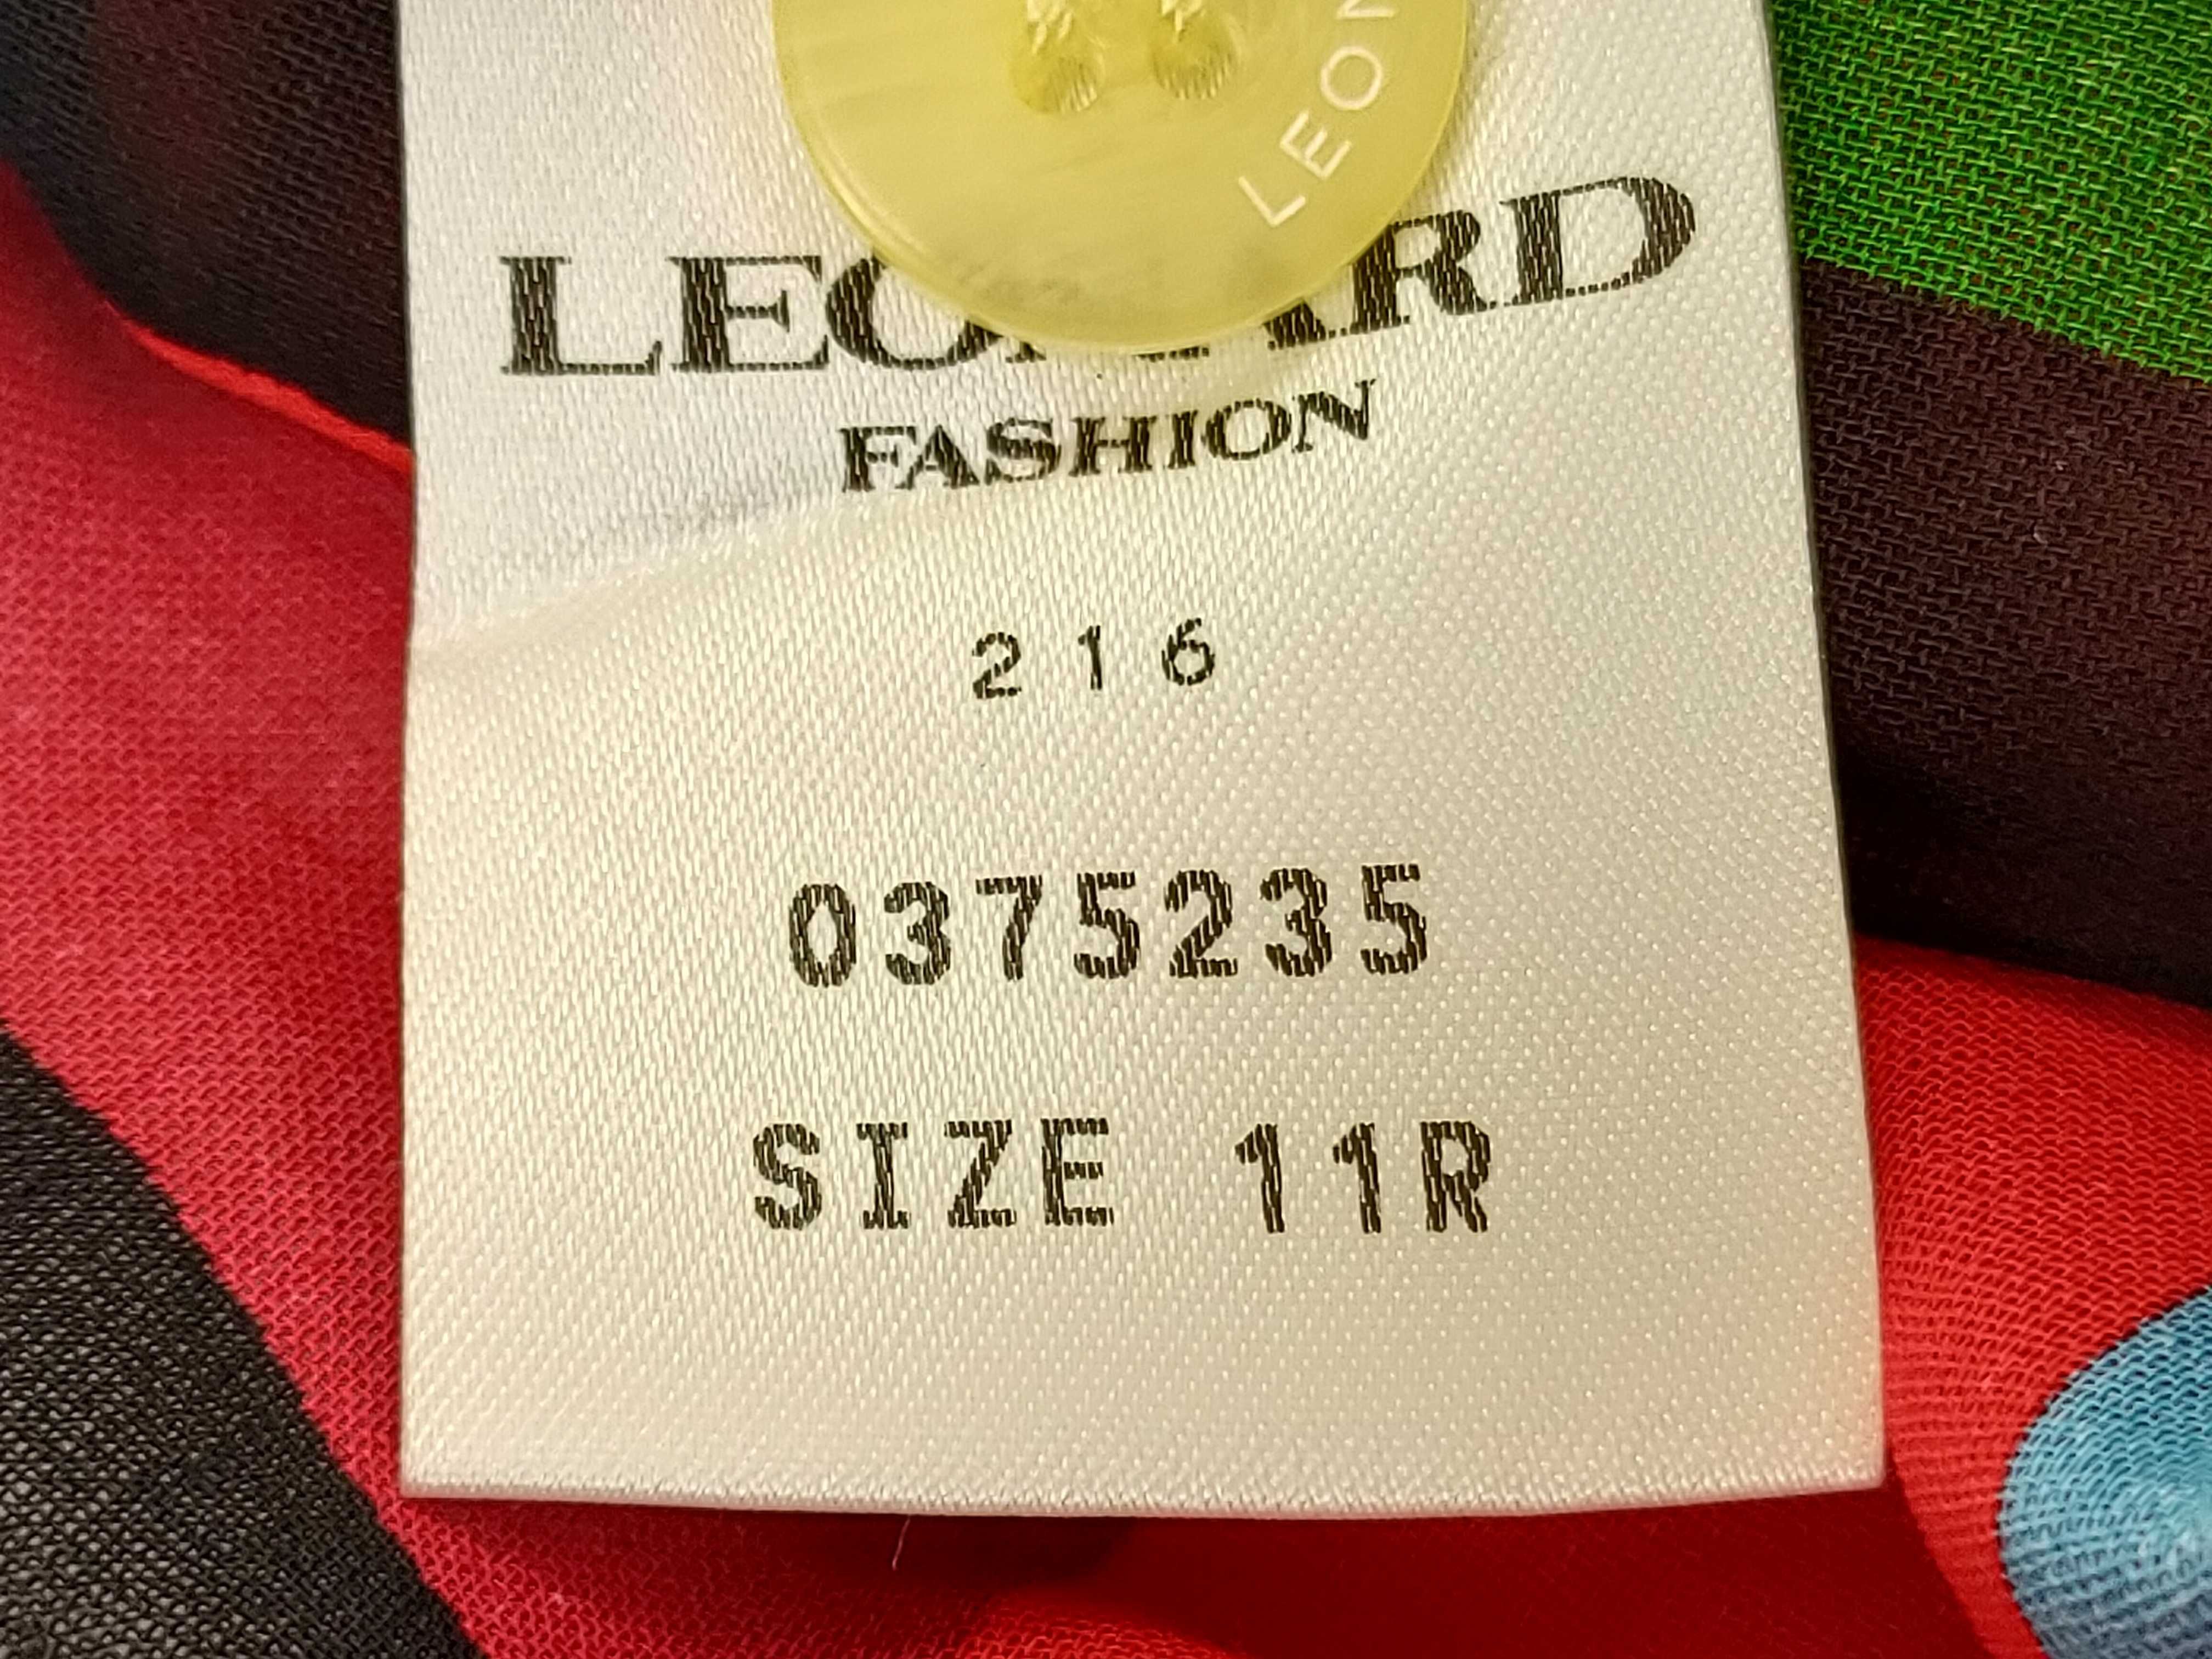 LEON
LEONARD
FASHION
216
0375235
SIZE 11R